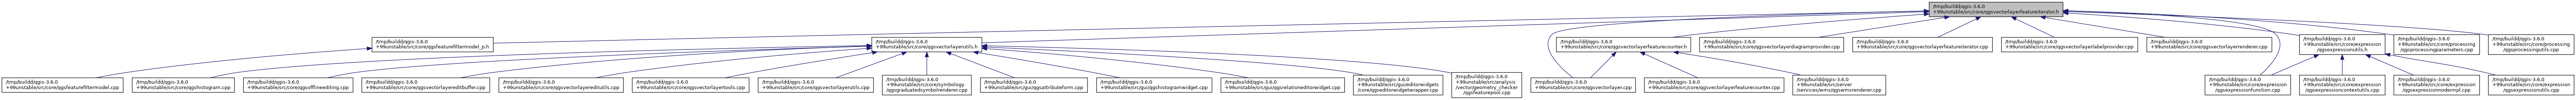 /tmp/buildd/qgis-3.6.0
+99unstable/src/core/qgsvectorlayerfeatureiterator.h
/tmp/buildd/qgis-3.6.0
+99unstable/src/core/qgsfeaturefiltermodel_p.h
/tmp/buildd/qgis-3.6.0
+99unstable/src/core/qgsvectorlayerutils.h
/tmp/buildd/qgis-3.6.0
+99unstable/src/core/qgsvectorlayerfeaturecounter.h
/tmp/buildd/qgis-3.6.0
+99unstable/src/core/qgsvectorlayerdiagramprovider.cpp
/tmp/buildd/qgis-3.6.0
+99unstable/src/core/qgsvectorlayerfeatureiterator.cpp
/tmp/buildd/qgis-3.6.0
+99unstable/src/core/qgsvectorlayerlabelprovider.cpp
/tmp/buildd/qgis-3.6.0
+99unstable/src/core/qgsvectorlayerrenderer.cpp
/tmp/buildd/qgis-3.6.0
+99unstable/src/core/expression
/qgsexpressionutils.h
/tmp/buildd/qgis-3.6.0
+99unstable/src/core/processing
/qgsprocessingparameters.cpp
/tmp/buildd/qgis-3.6.0
+99unstable/src/core/processing
/qgsprocessingutils.cpp
/tmp/buildd/qgis-3.6.0
+99unstable/src/core/qgsfeaturefiltermodel.cpp
/tmp/buildd/qgis-3.6.0
+99unstable/src/core/qgshistogram.cpp
/tmp/buildd/qgis-3.6.0
+99unstable/src/core/qgsofflineediting.cpp
/tmp/buildd/qgis-3.6.0
+99unstable/src/core/qgsvectorlayereditbuffer.cpp
/tmp/buildd/qgis-3.6.0
+99unstable/src/core/qgsvectorlayereditutils.cpp
/tmp/buildd/qgis-3.6.0
+99unstable/src/core/qgsvectorlayertools.cpp
/tmp/buildd/qgis-3.6.0
+99unstable/src/core/qgsvectorlayerutils.cpp
/tmp/buildd/qgis-3.6.0
+99unstable/src/core/symbology
/qgsgraduatedsymbolrenderer.cpp
/tmp/buildd/qgis-3.6.0
+99unstable/src/gui/qgsattributeform.cpp
/tmp/buildd/qgis-3.6.0
+99unstable/src/gui/qgshistogramwidget.cpp
/tmp/buildd/qgis-3.6.0
+99unstable/src/gui/qgsrelationeditorwidget.cpp
/tmp/buildd/qgis-3.6.0
+99unstable/src/gui/editorwidgets
/core/qgseditorwidgetwrapper.cpp
/tmp/buildd/qgis-3.6.0
+99unstable/src/analysis
/vector/geometry_checker
/qgsfeaturepool.cpp
/tmp/buildd/qgis-3.6.0
+99unstable/src/core/qgsvectorlayer.cpp
/tmp/buildd/qgis-3.6.0
+99unstable/src/core/qgsvectorlayerfeaturecounter.cpp
/tmp/buildd/qgis-3.6.0
+99unstable/src/server
/services/wms/qgswmsrenderer.cpp
/tmp/buildd/qgis-3.6.0
+99unstable/src/core/expression
/qgsexpressionfunction.cpp
/tmp/buildd/qgis-3.6.0
+99unstable/src/core/expression
/qgsexpressioncontextutils.cpp
/tmp/buildd/qgis-3.6.0
+99unstable/src/core/expression
/qgsexpressionnodeimpl.cpp
/tmp/buildd/qgis-3.6.0
+99unstable/src/core/expression
/qgsexpressionutils.cpp